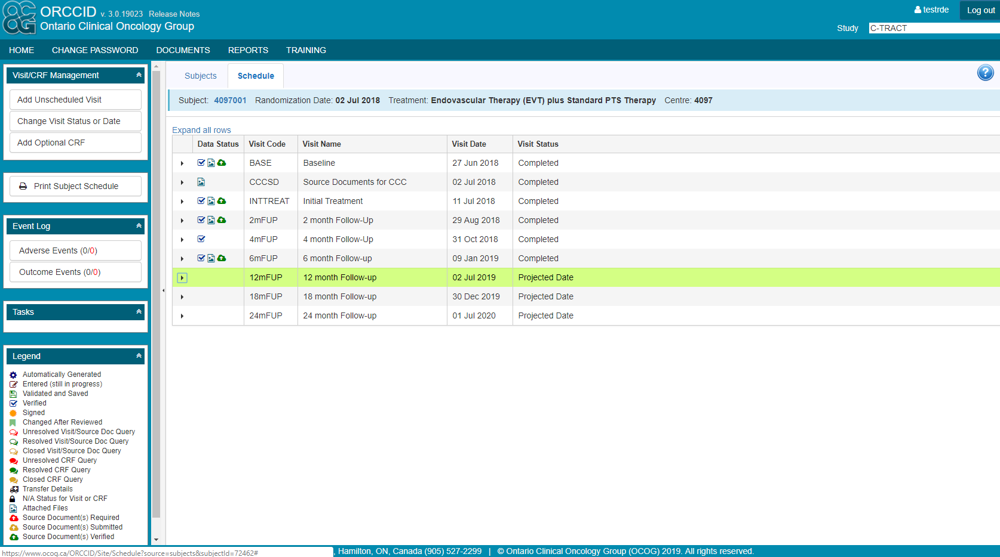 ORCCID v. 3.0.19023 Release Notes
Ontario Clinical Oncology Group
testrde
Log out
Study C-TRACT
HOME CHANGE PASSWORD DOCUMENTS REPORTS TRAINING
Visit/CRF Management
Add Unscheduled Visit
Change Visit Status or Date
Add Optional CRF
Print Subject Schedule
Event Log
Adverse Events (0/0)
Outcome Events (0/0)
Tasks
Legend
Automatically Generated
Entered (still in progress)
Validated and Saved
Verified
Signed
Changed After Reviewed
Unresolved Visit/Source Doc Query
Resolved Visit/Source Doc Query
Closed Visit/Source Doc Query
Unresolved CRF Query
Resolved CRF Query
Closed CRF Query
Transfer Details
N/A Status for Visit or CRF
Attached Files
Source Document(s) Required
Source Document(s) Submitted
Source Document(s) Verified
Subjects Schedule
?
Subject: 4097001 Randomization Date: 02 Jul 2018 Treatment: Endovascular Therapy (EVT) plus Standard PTS Therapy Centre: 4097
Expand all rows
Data Status Visit Code Visit Name Visit Date Visit Status
BASE Baseline 27 Jun 2018 Completed
CCCSD Source Documents for CCC 02 Jul 2018 Completed
INTTREAT Initial Treatment 11 Jul 2018 Completed
2mFUP 2 month Follow-Up 29 Aug 2018 Completed
4mFUP 4 month Follow-Up 31 Oct 2018 Completed
6mFUP 6 month Follow-up 09 Jan 2019 Completed
12mFUP 12 month Follow-up 02 Jul 2019 Projected Date
18mFUP 18 month Follow-up 30 Dec 2019 Projected Date
24mFUP 24 month Follow-up 01 Jul 2020 Projected Date
https://www.ocog.ca/ORCCID/Site/Schedule?source=subjects&subjectId=72462#
, Hamilton, ON, Canada (905) 527-2299 | © Ontario Clinical Oncology Group (OCOG) 2019. All rights reserved.